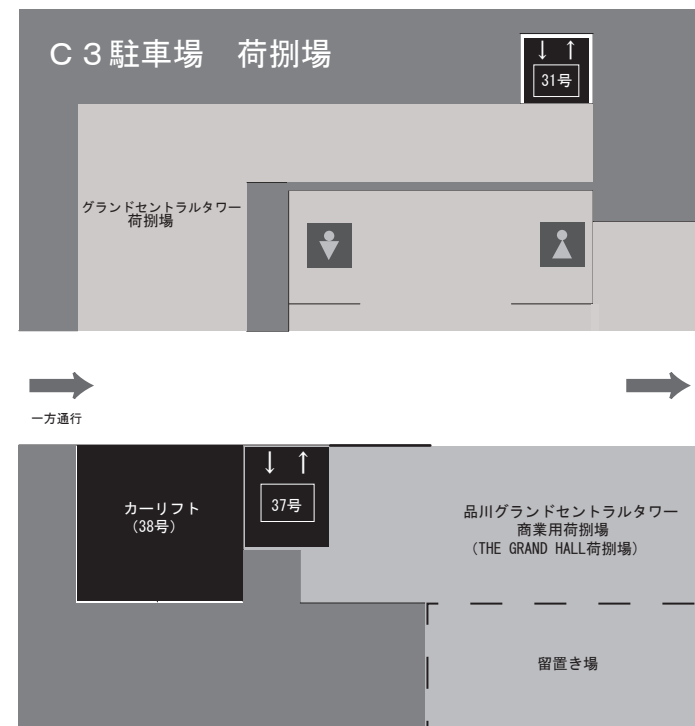 C3駐車場 荷捌場
↓ ↑
31号
グランドセントラルタワー
荷捌場
一方通行
↓ ↑
37号
カーリフト
(38号)
品川グランドセントラルタワー
商業用荷捌場
(THE GRAND HALL荷捌場)
留置き場